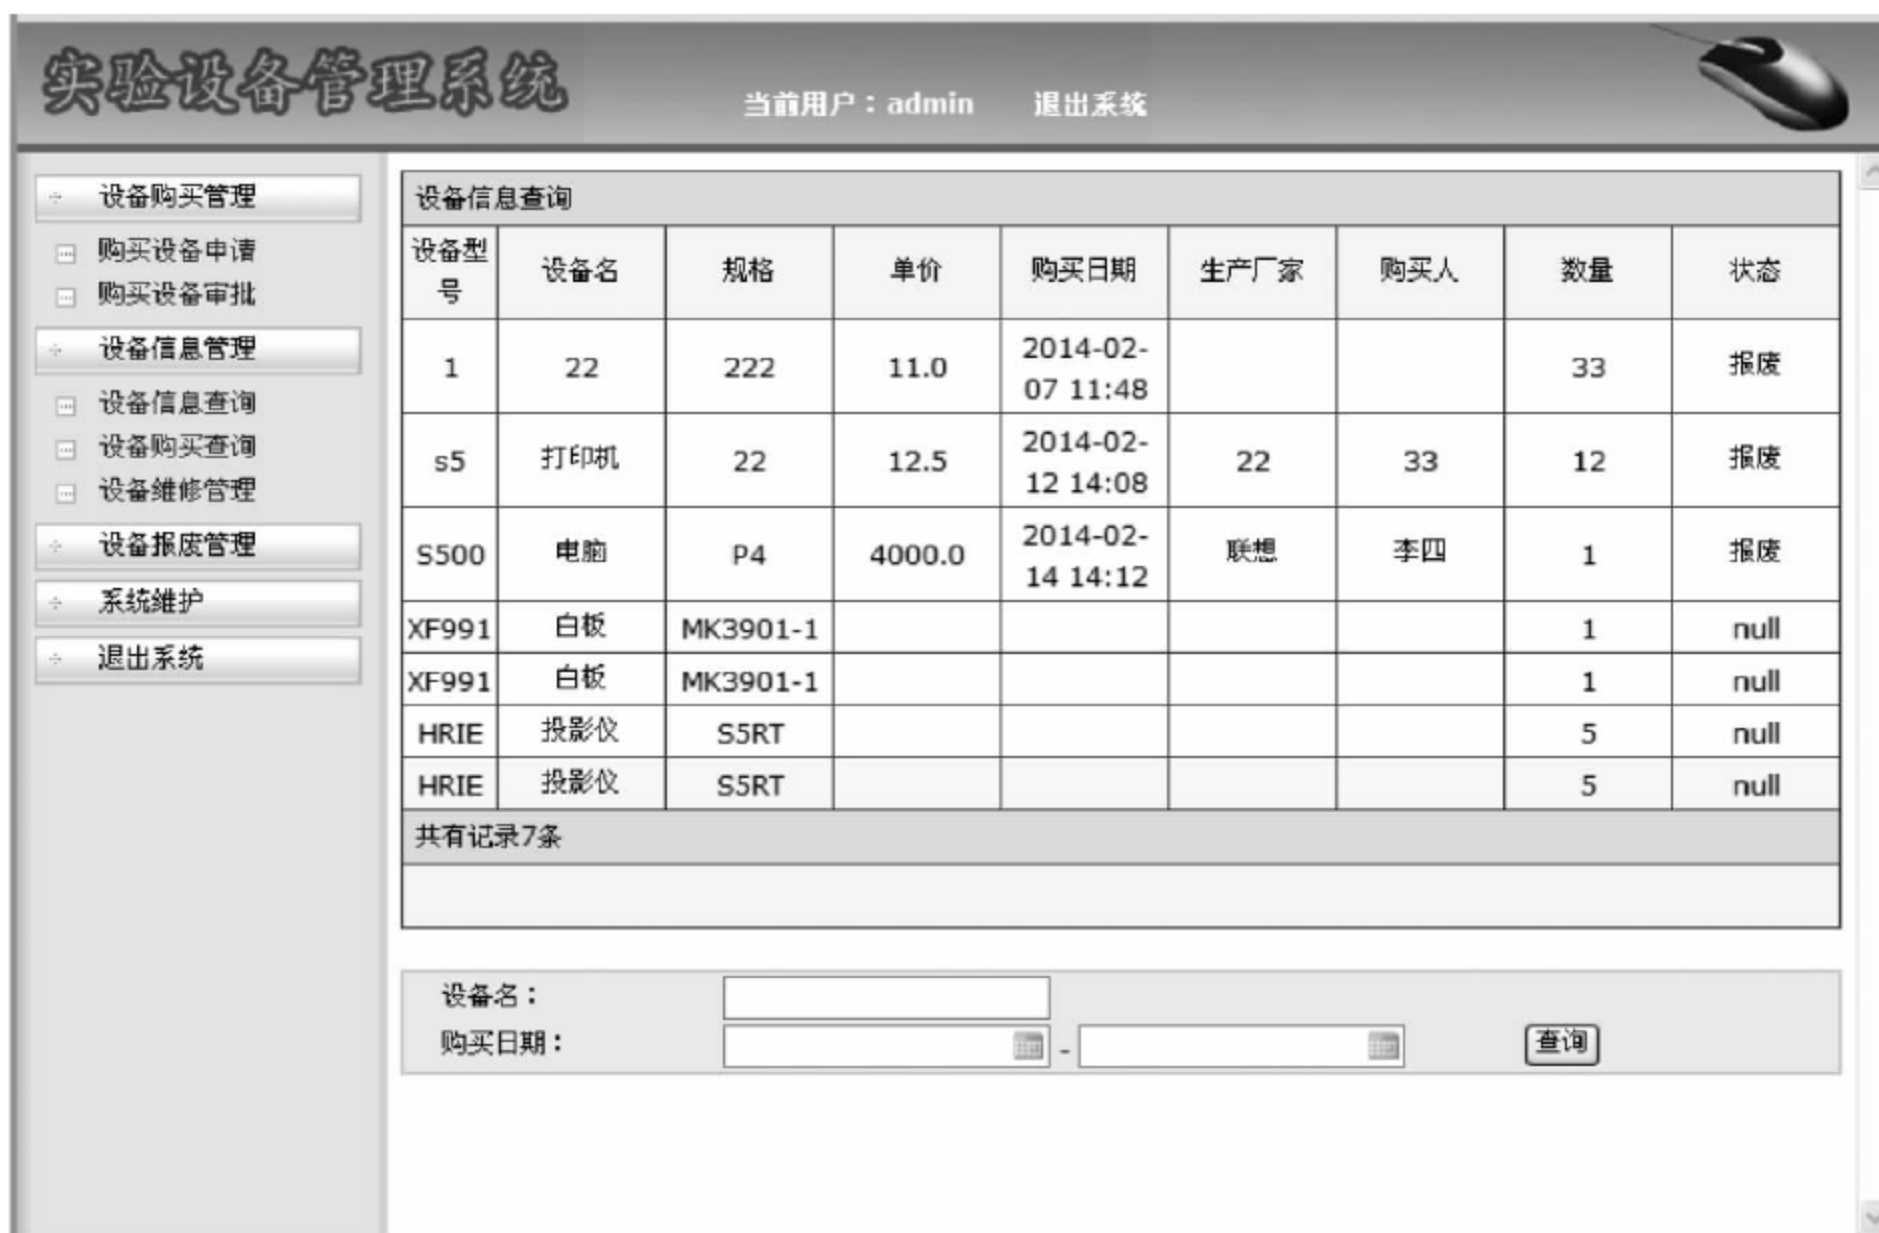 实验设备管理系统
当前用户：admin 退出系统
设备购买管理
购买设备申请
购买设备审批
设备信息管理
设备信息查询
设备购买查询
设备维修管理
设备报废管理
系统维护
退出系统
设备信息查询
设备型号 设备名 规格 单价 购买日期 生产厂家 购买人 数量 状态
1 22 222 11.0 2014-02-07 11:48 33 报废
s5 打印机 22 12.5 2014-02-12 14:08 22 33 12 报废
S500 电脑 P4 4000.0 2014-02-14 14:12 联想 李四 1 报废
XF991 白板 MK3901-1 1 null
XF991 白板 MK3901-1 1 null
HRIE 投影仪 S5RT 5 null
HRIE 投影仪 S5RT 5 null
共有记录7条
设备名：
购买日期： - 查询